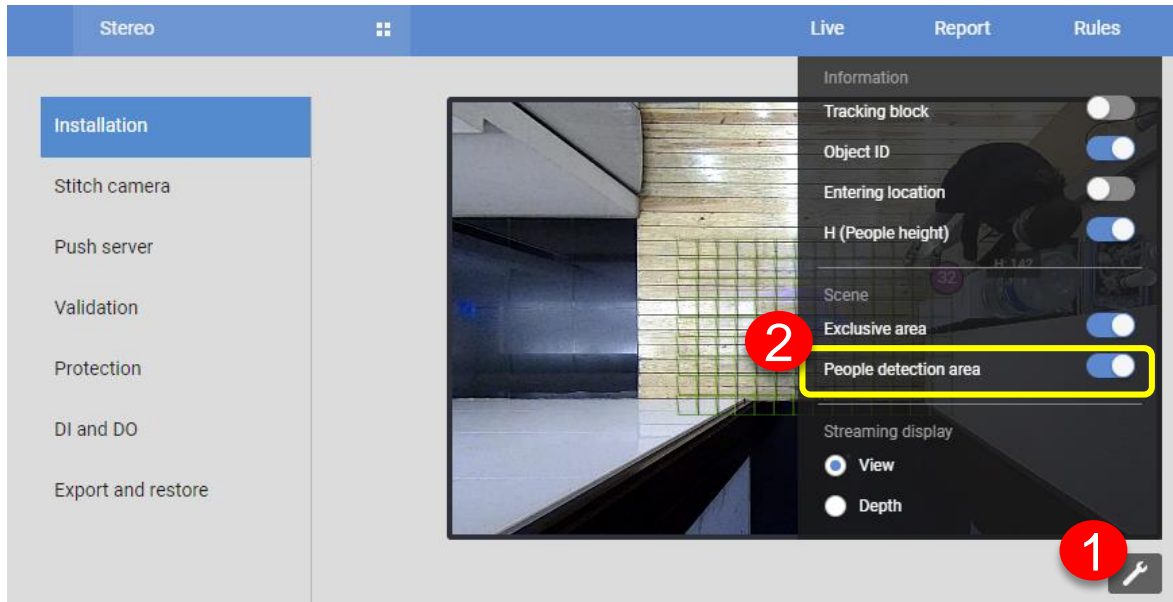 Stereo
Live
Report
Rules
Installation
Stitch camera
Push server
Validation
Protection
DI and DO
Export and restore
Information
Tracking block
Object ID
Entering location
H (People height)
H: 142
32
Scene
Exclusive area
2
People detection area
Streaming display
View
Depth
1